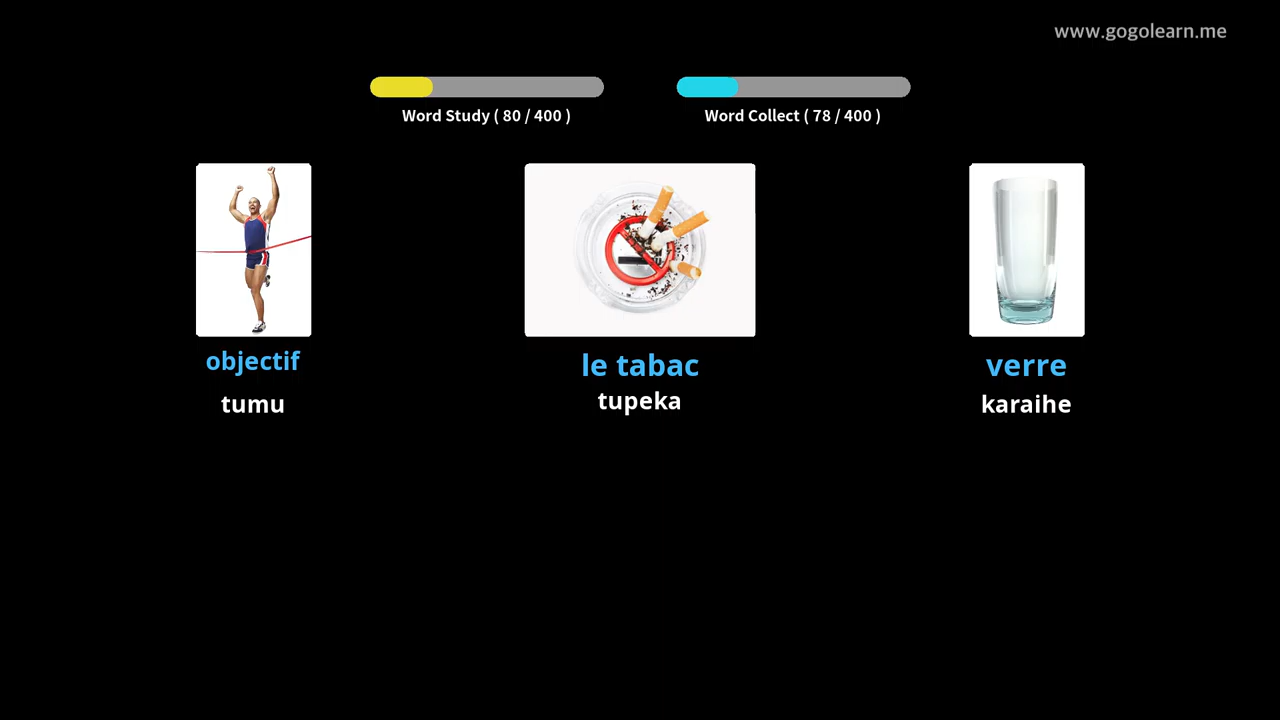 www.gogolearn.me
Word Study ( 80 / 400 )
Word Collect ( 78 / 400 )
objectif
tumu
le tabac
tupeka
verre
karaihe